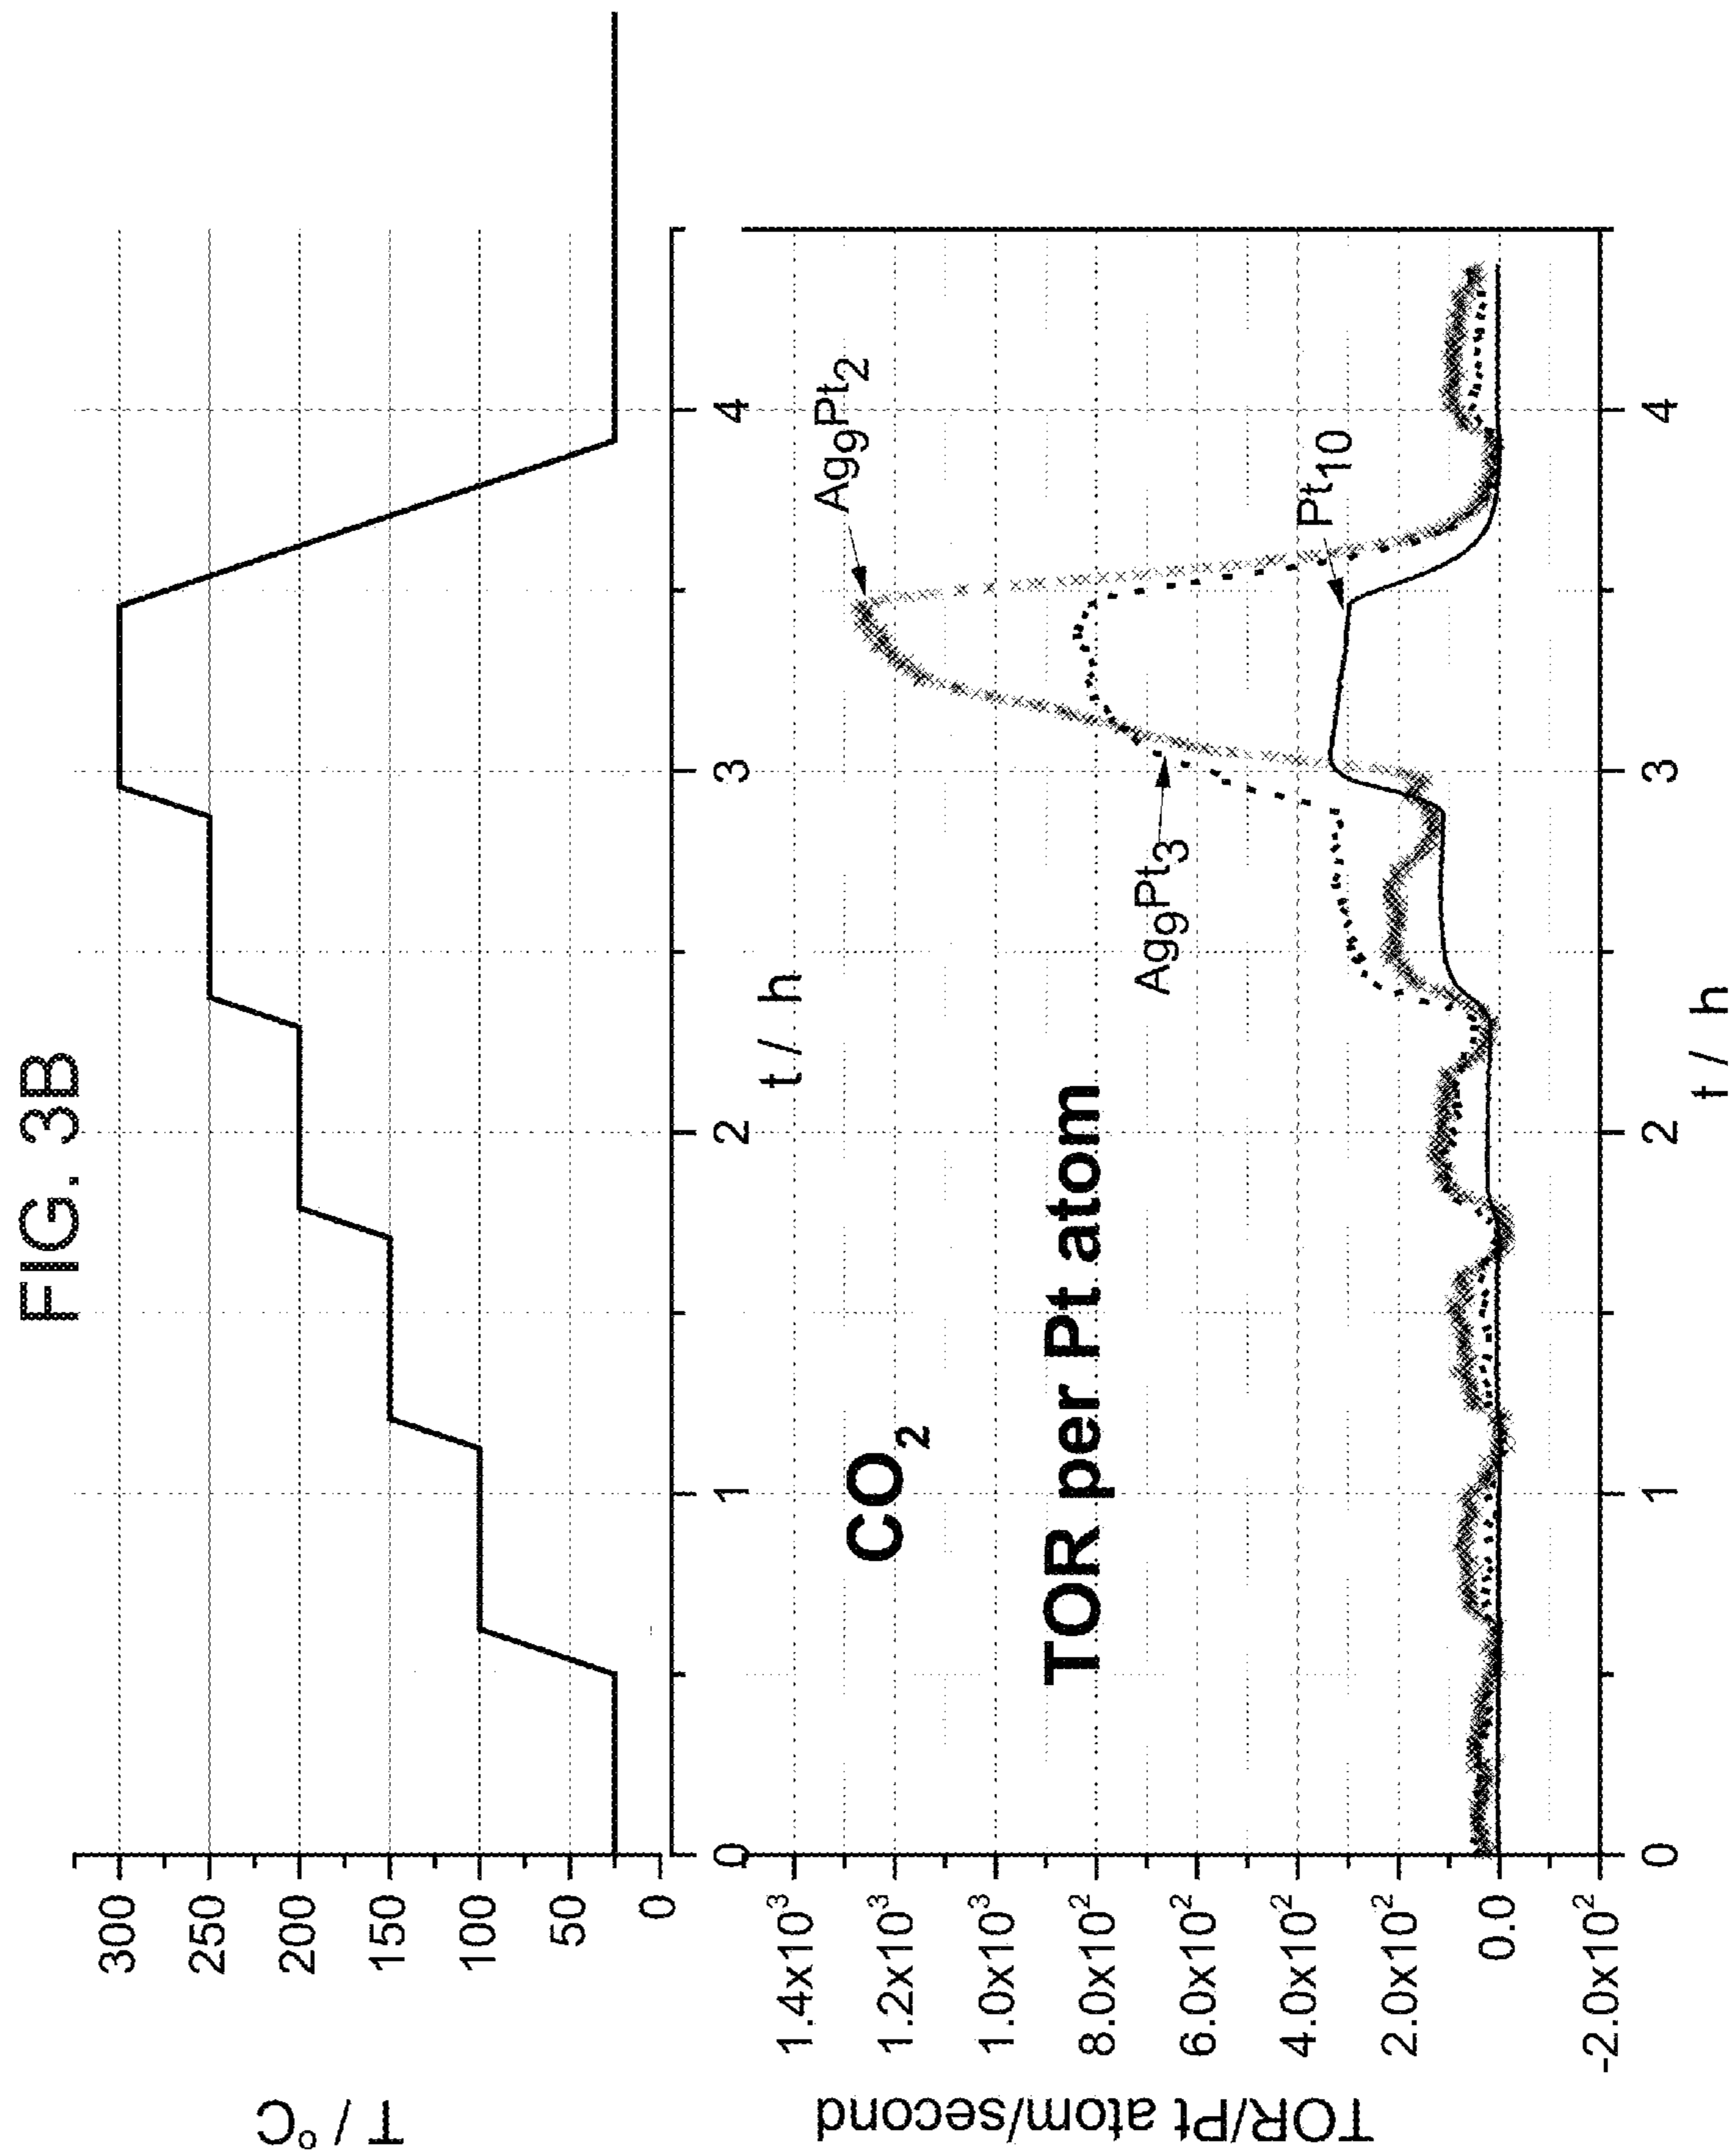 FIG. 3B
T / °C
300
250
200
150
100
50
0
0 1 2 3 4
t / h
TOR/Pt atom/second
1.4x10³
1.2x10³
1.0x10³
8.0x10²
6.0x10²
4.0x10²
2.0x10²
0.0
-2.0x10²
CO₂
TOR per Pt atom
Ag₉Pt₂
Ag₉Pt₃
Pt₁₀
0 1 2 3 4
t / h